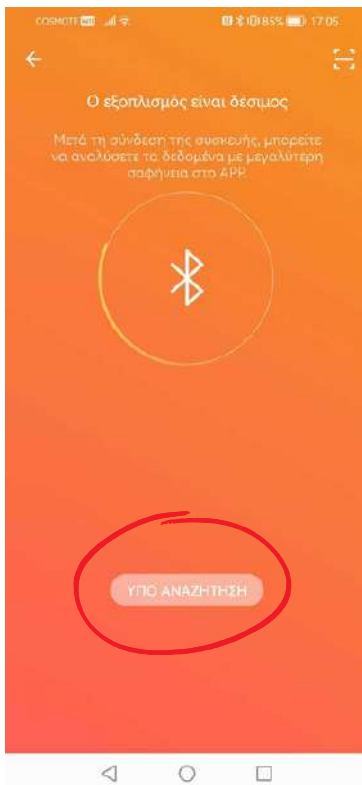 COSMOTE 85% 17:05
Ο εξοπλισμός είναι δέσιμος
Μετά τη σύνδεση της συσκευής, μπορείτε
να αναλύσετε τα δεδομένα με μεγαλύτερη
σαφήνεια στο APP.
ΥΠΟ ΑΝΑΖΗΤΗΣΗ